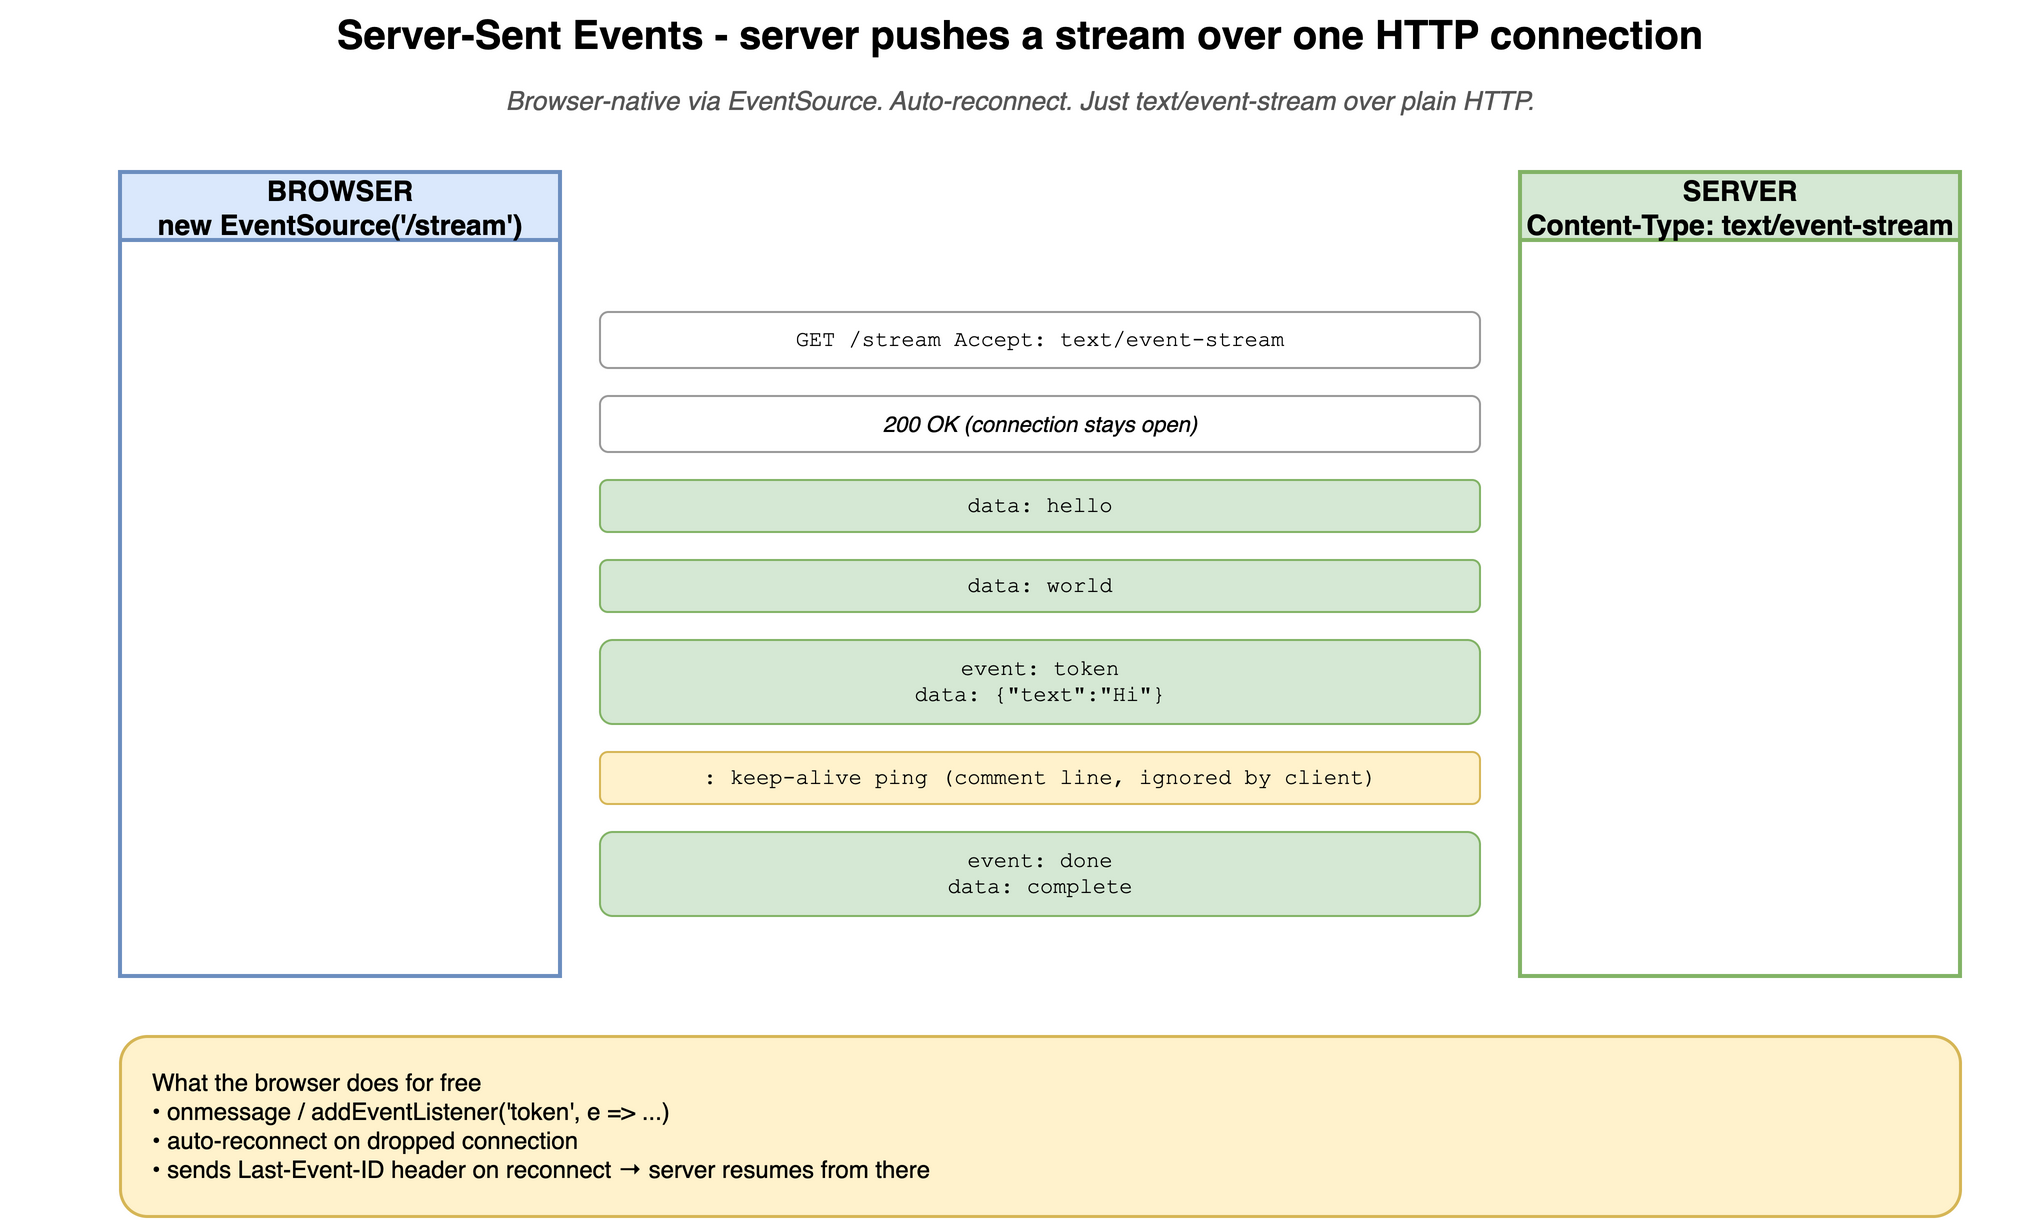 Server-Sent Events - server pushes a stream over one HTTP connection
Browser-native via EventSource. Auto-reconnect. Just text/event-stream over plain HTTP.
BROWSER
new EventSource('/stream')
SERVER
Content-Type: text/event-stream
GET /stream Accept: text/event-stream
200 OK (connection stays open)
data: hello
data: world
event: token
data: {"text":"Hi"}
: keep-alive ping (comment line, ignored by client)
event: done
data: complete
What the browser does for free
• onmessage / addEventListener('token', e => ...)
• auto-reconnect on dropped connection
• sends Last-Event-ID header on reconnect → server resumes from there